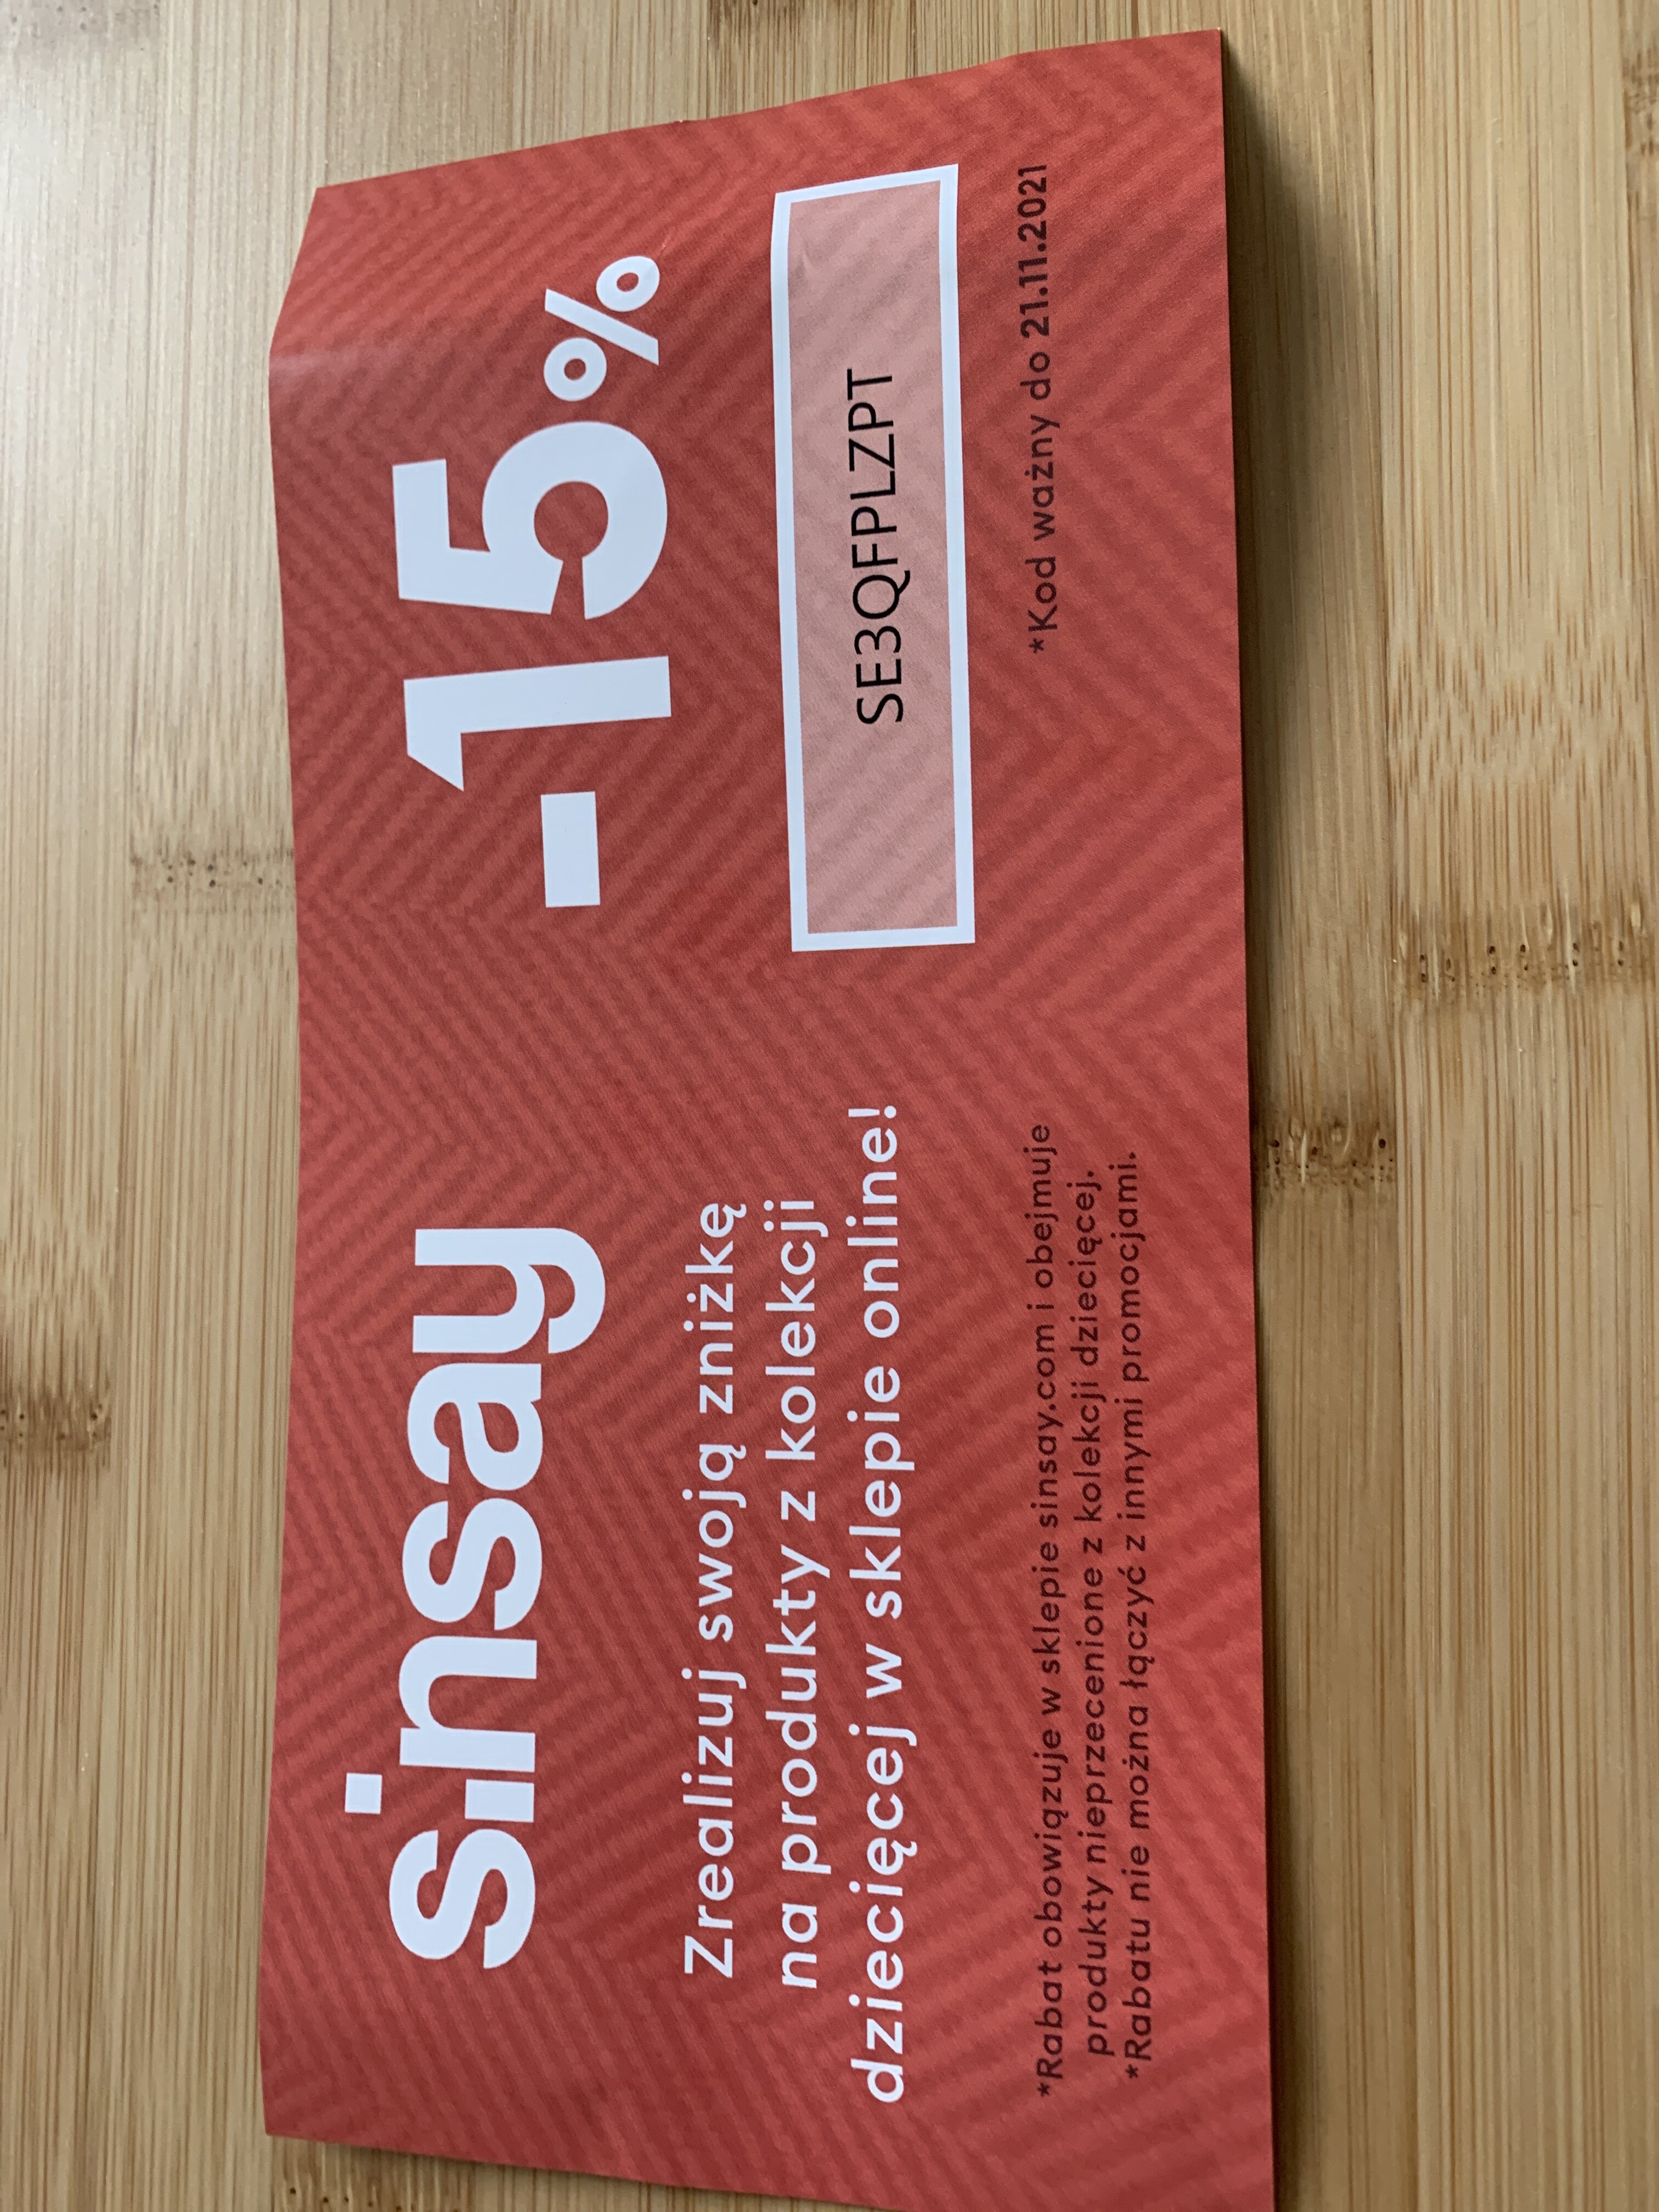 sinsay
Zrealizuj swoją zniżkę
na produkty z kolekcji
dziecięcej w sklepie online!
*Rabat obowiązuje w sklepie sinsay.com i obejmuje
produkty nieprzecenione z kolekcji dziecięcej.
*Rabatu nie można łączyć z innymi promocjami.
-15%
SE3QFPLZPT
*Kod ważny do 21.11.2021